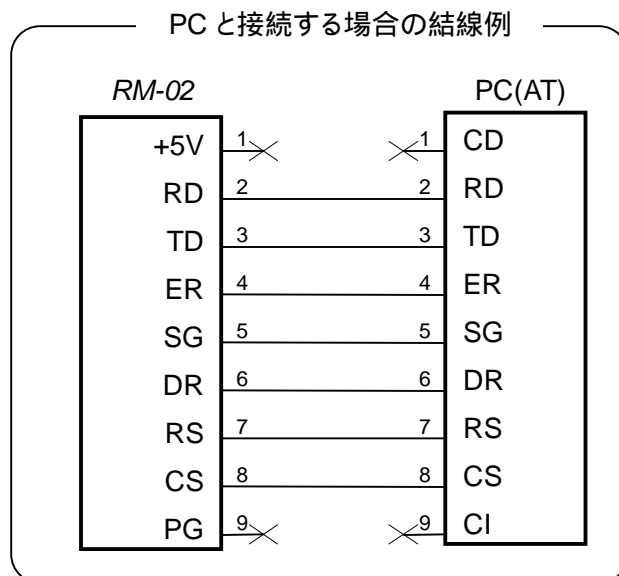 PC と接続する場合の結線例
RM-02 PC(AT)
+5V 1 1 CD
RD 2 2 RD
TD 3 3 TD
ER 4 4 ER
SG 5 5 SG
DR 6 6 DR
RS 7 7 RS
CS 8 8 CS
PG 9 9 CI